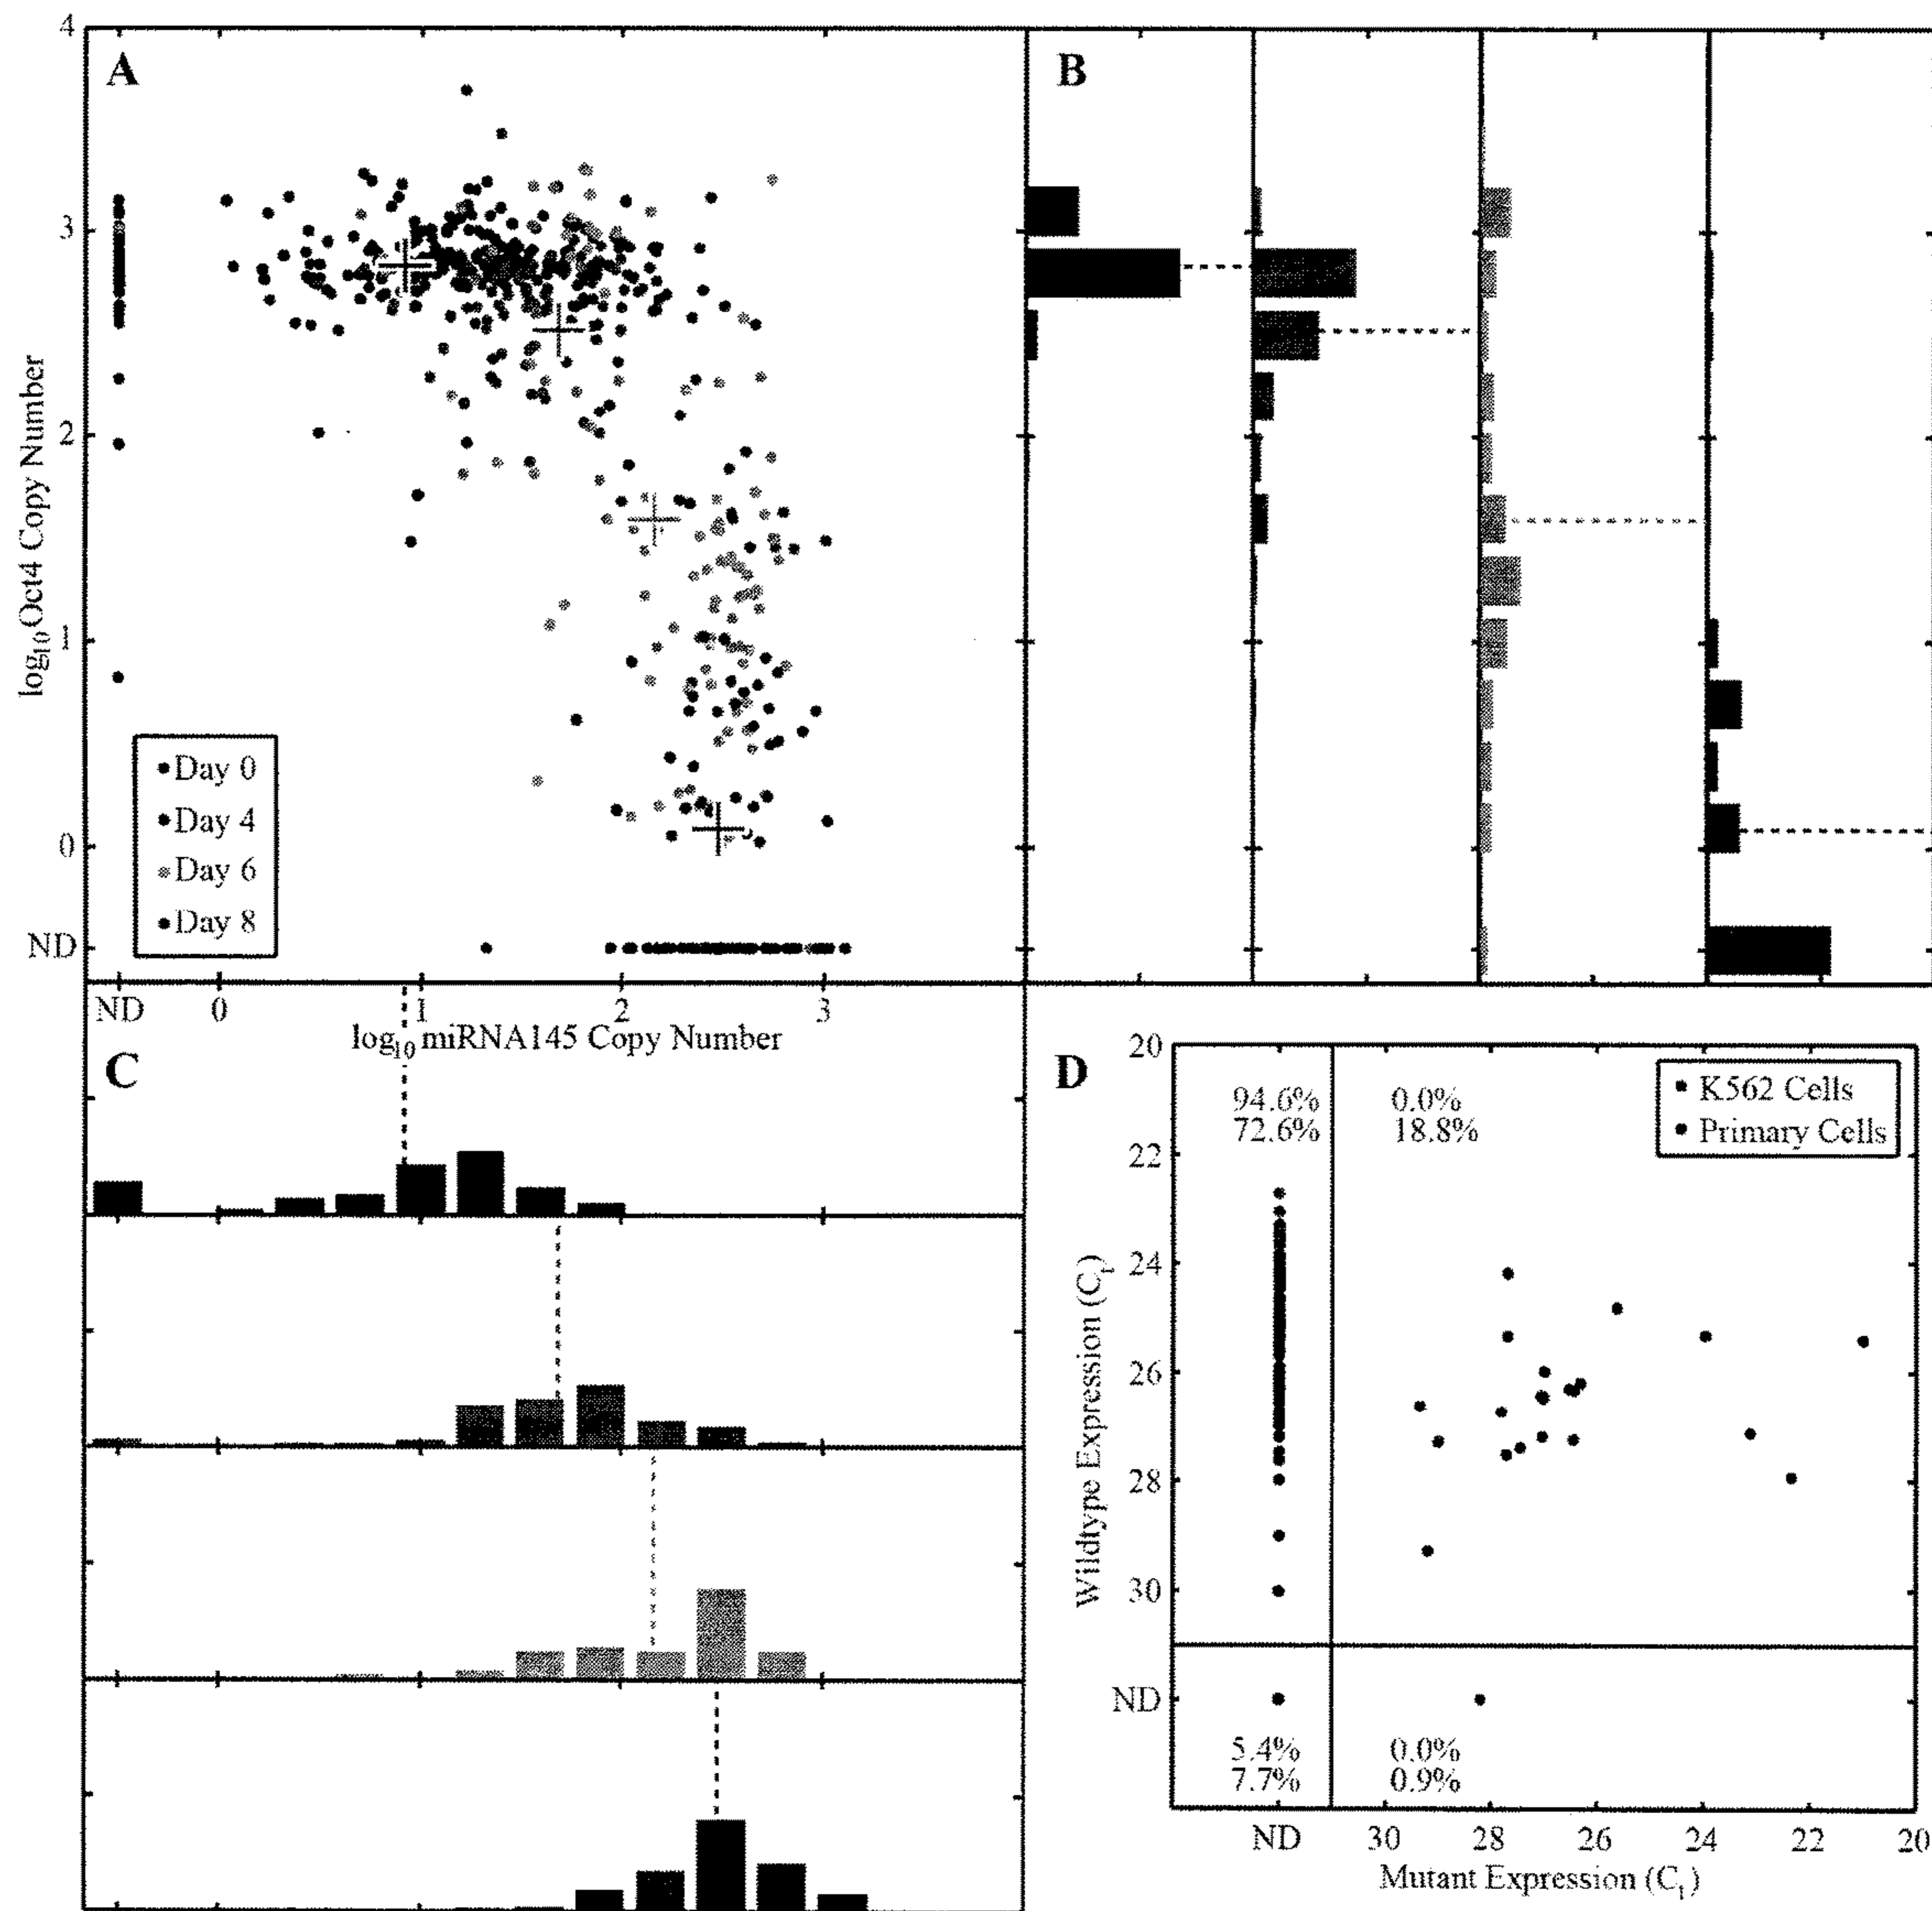 A
B
4
3
2
1
0
ND
log10Oct4 Copy Number
Day 0
Day 4
Day 6
Day 8
ND 0 1 2 3
log10 miRNA145 Copy Number
C
D
20
22
24
26
28
30
ND
Wildtype Expression (Ct)
94.6% 0.0%
72.6% 18.8%
K562 Cells
Primary Cells
5.4% 0.0%
7.7% 0.9%
ND 30 28 26 24 22 20
Mutant Expression (Ct)